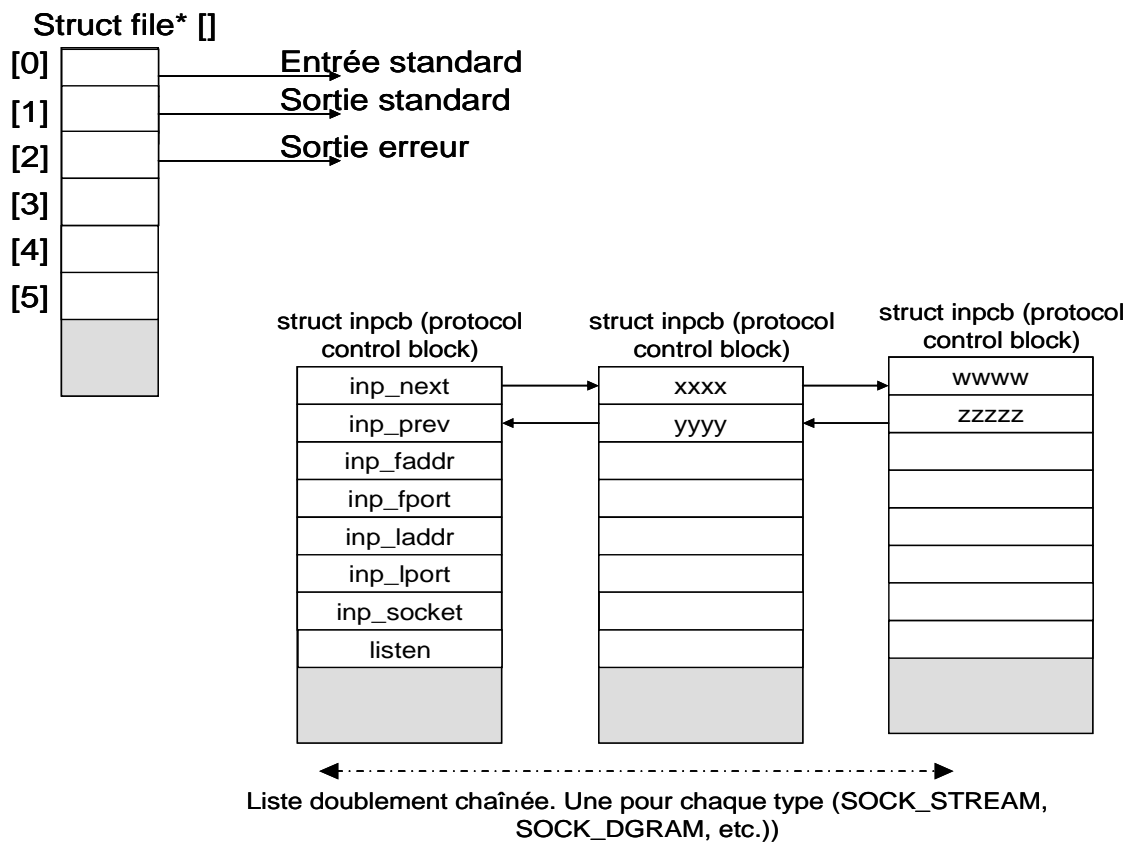 Struct file* []
[0]
Entrée standard
[1]
Sortie standard
[2]
Sortie erreur
[3]
[4]
[5]
struct inpcb (protocol
control block)
struct inpcb (protocol
control block)
struct inpcb (protocol
control block)
inp_next
xxxx
wwww
inp_prev
yyyy
zzzzz
inp_faddr
inp_fport
inp_laddr
inp_lport
inp_socket
listen
Liste doublement chaînée. Une pour chaque type (SOCK_STREAM,
SOCK_DGRAM, etc.))